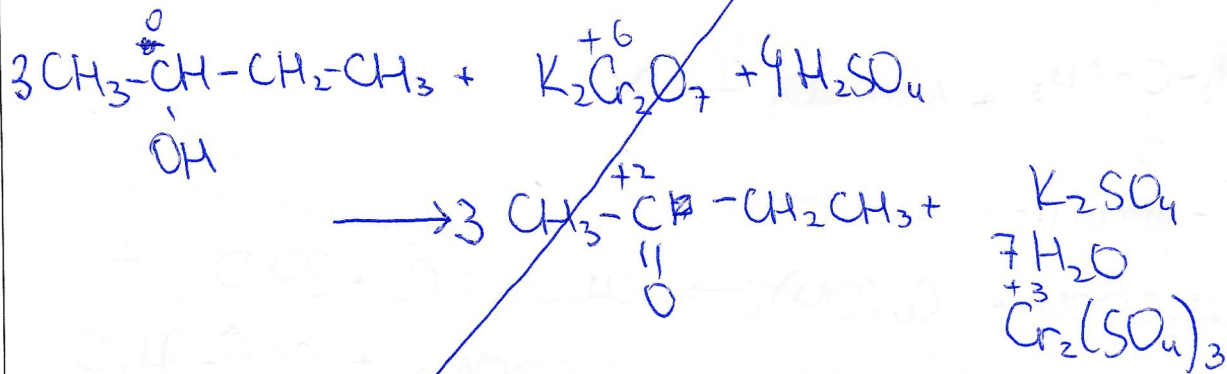 0
3CH₃-CH-CH₂-CH₃ + K₂Cr₂O₇ + 4H₂SO₄
+6
OH
+2
→ 3 CH₃-C -CH₂CH₃ + K₂SO₄
O
7H₂O
+3
Cr₂(SO₄)₃